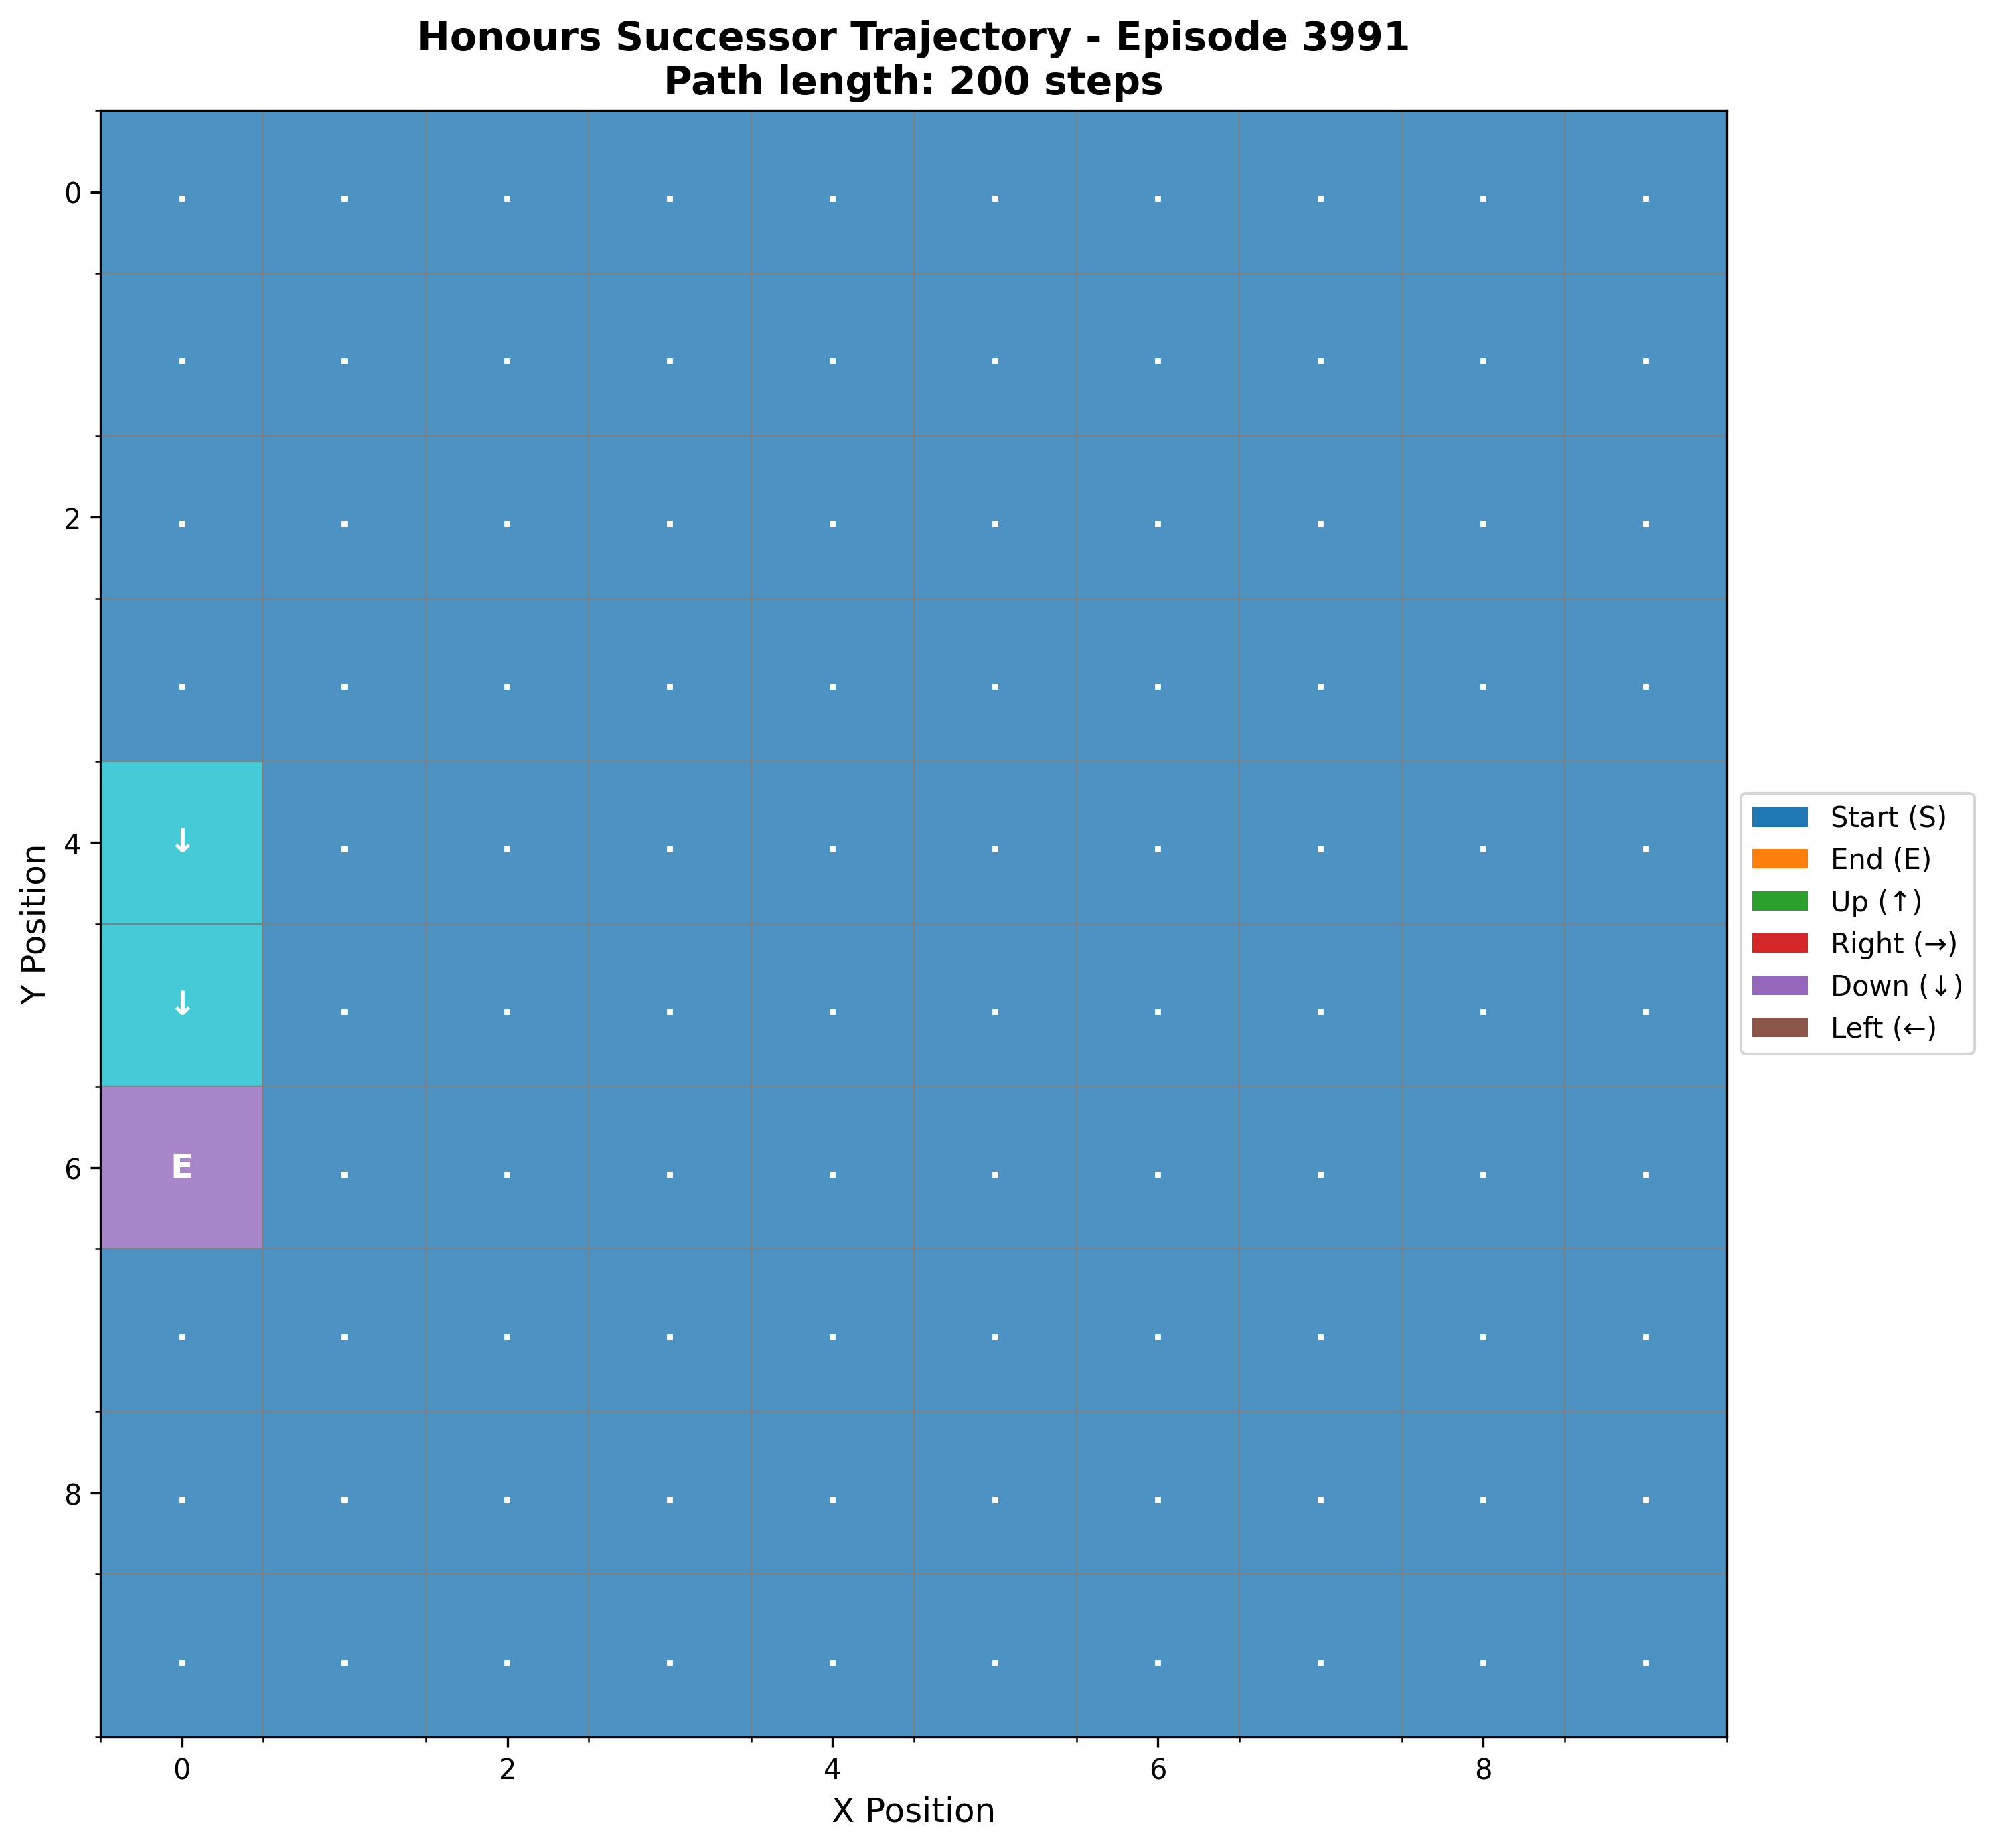 Honours Successor Trajectory - Episode 3991
Path length: 200 steps
0
2
4
↓
↓
6
E
8
0 2 4 6 8
X Position
Y Position
Start (S)
End (E)
Up (↑)
Right (→)
Down (↓)
Left (←)